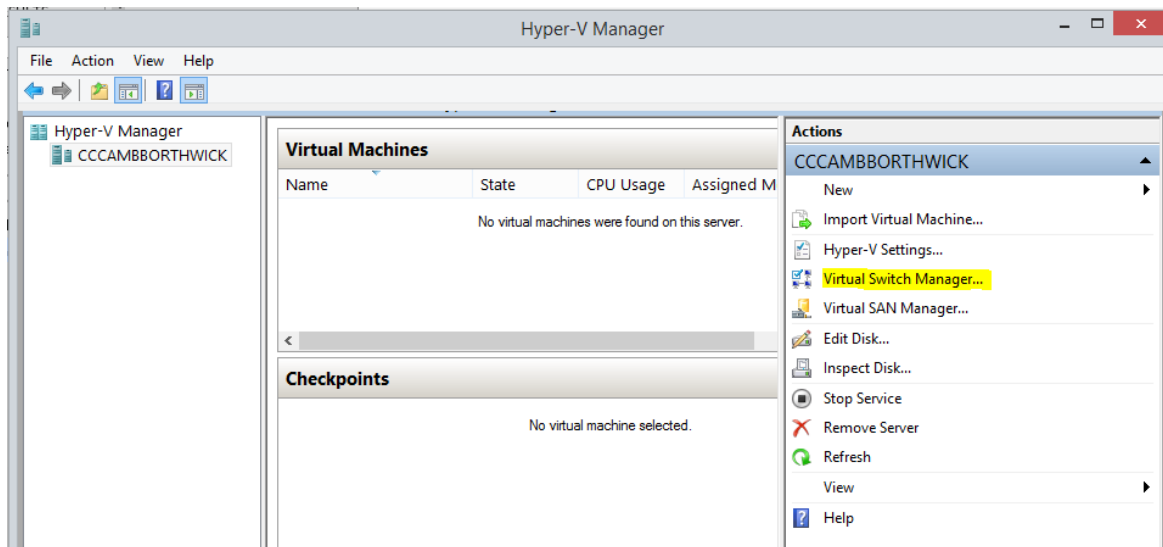 Hyper-V Manager
File Action View Help
Hyper-V Manager
CCCAMBBORTHWICK
Virtual Machines
Name State CPU Usage Assigned M
No virtual machines were found on this server.
Checkpoints
No virtual machine selected.
Actions
CCCAMBBORTHWICK
New
Import Virtual Machine...
Hyper-V Settings...
Virtual Switch Manager...
Virtual SAN Manager...
Edit Disk...
Inspect Disk...
Stop Service
Remove Server
Refresh
View
Help